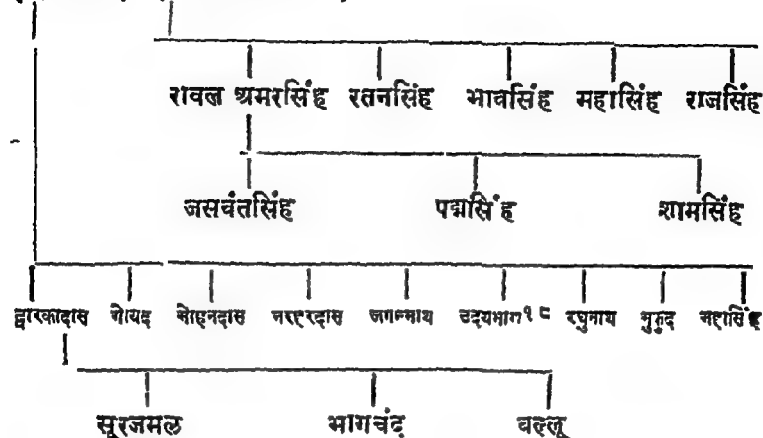 रावल अमरसिंह रतनसिंह भावसिंह महासिंह राजसिंह
जसवंतसिंह पद्मसिंह शामसिंह
द्वारकादास गोयंद मोहनदास नरहरदास जगन्नाथ उदयभाण१८ रघुनाथ मुकुंद महासिंह
सूरजमल भागचंद वल्लू